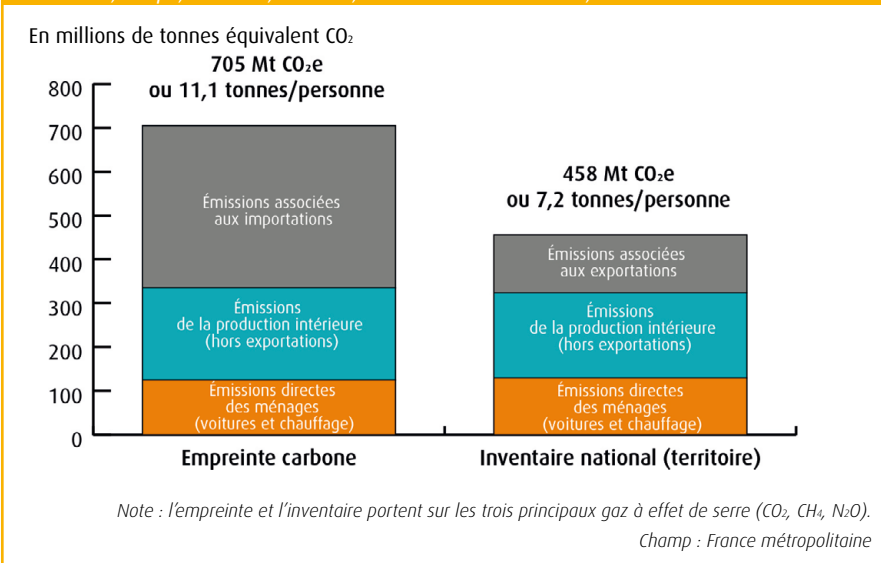 En millions de tonnes équivalent CO₂
705 Mt CO₂e
ou 11,1 tonnes/personne
800
700
600
500
400
300
200
100
0
Émissions associées
aux importations
Émissions
de la production intérieure
(hors exportations)
Émissions directes
des ménages
(voitures et chauffage)
458 Mt CO₂e
ou 7,2 tonnes/personne
Émissions associées
aux exportations
Émissions
de la production intérieure
(hors exportations)
Émissions directes
des ménages
(voitures et chauffage)
Empreinte carbone
Inventaire national (territoire)
Note : l’empreinte et l’inventaire portent sur les trois principaux gaz à effet de serre (CO₂, CH₄, N₂O).
Champ : France métropolitaine